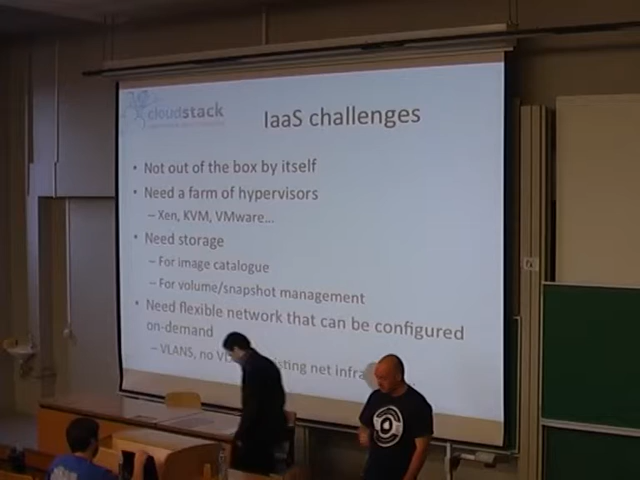 cloudstack
IaaS challenges
• Not out of the box by itself
• Need a farm of hypervisors
– Xen, KVM, VMware...
• Need storage
– For image catalogue
– For volume/snapshot management
• Need flexible network that can be configured
on-demand
– VLANS, no net infra